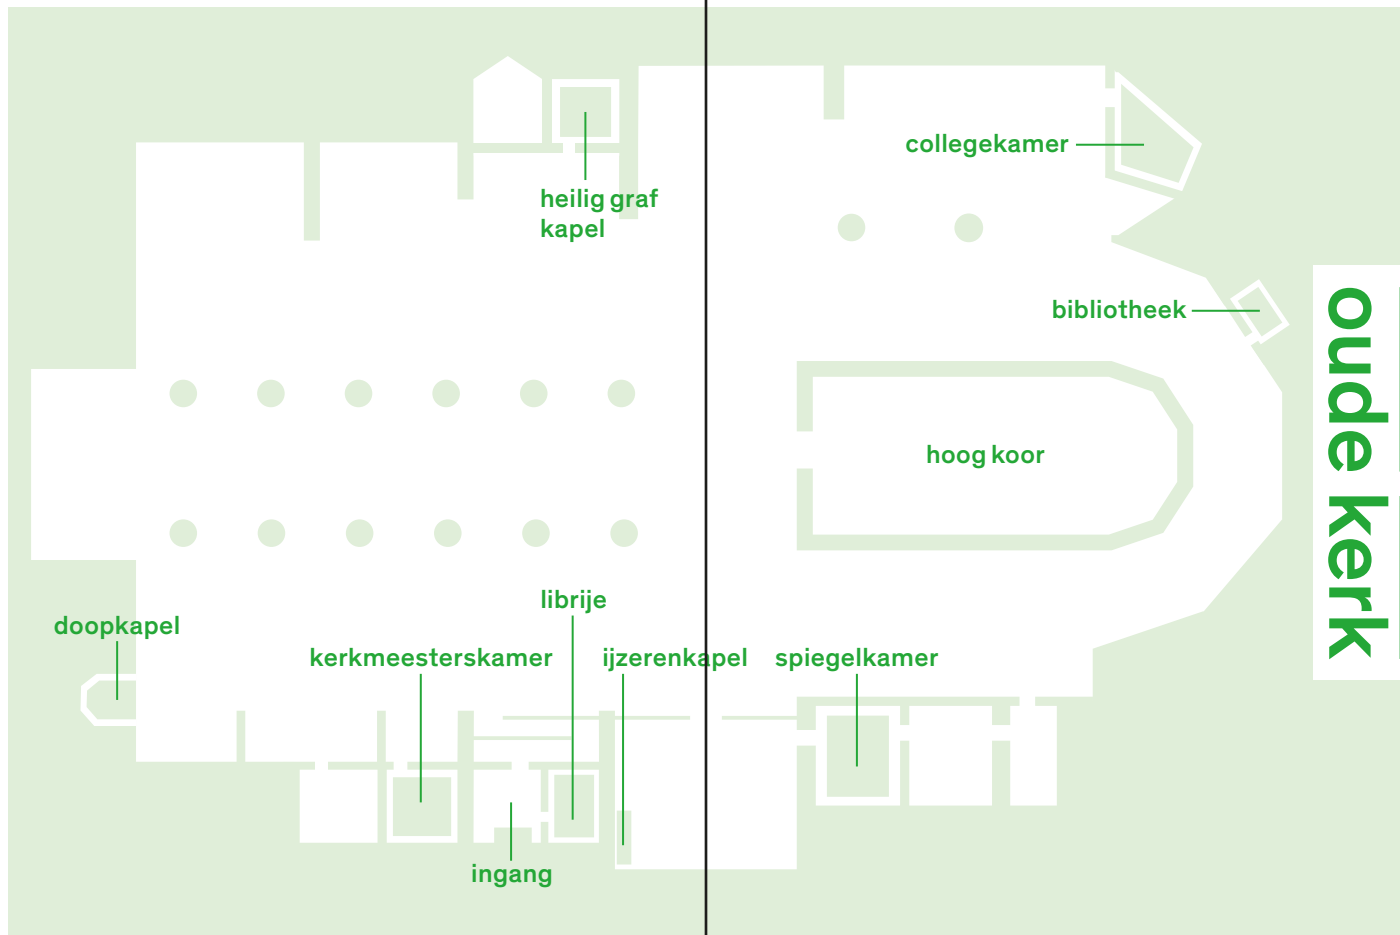 collegekamer
heilig graf
kapel
bibliotheek
oude kerk
hoog koor
librije
doopkapel
kerkmeesterskamer
ijzerenkapel
spiegelkamer
ingang